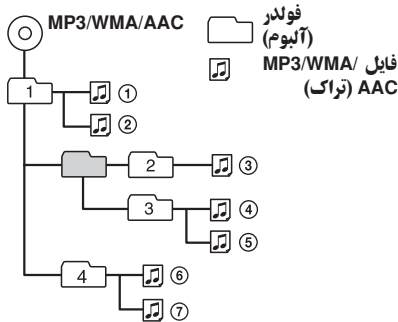 MP3/WMA/AAC
فولدر
(آلبوم)
فایل MP3/WMA/
AAC (تراک)
1
①
②
2
③
3
④
⑤
4
⑥
⑦